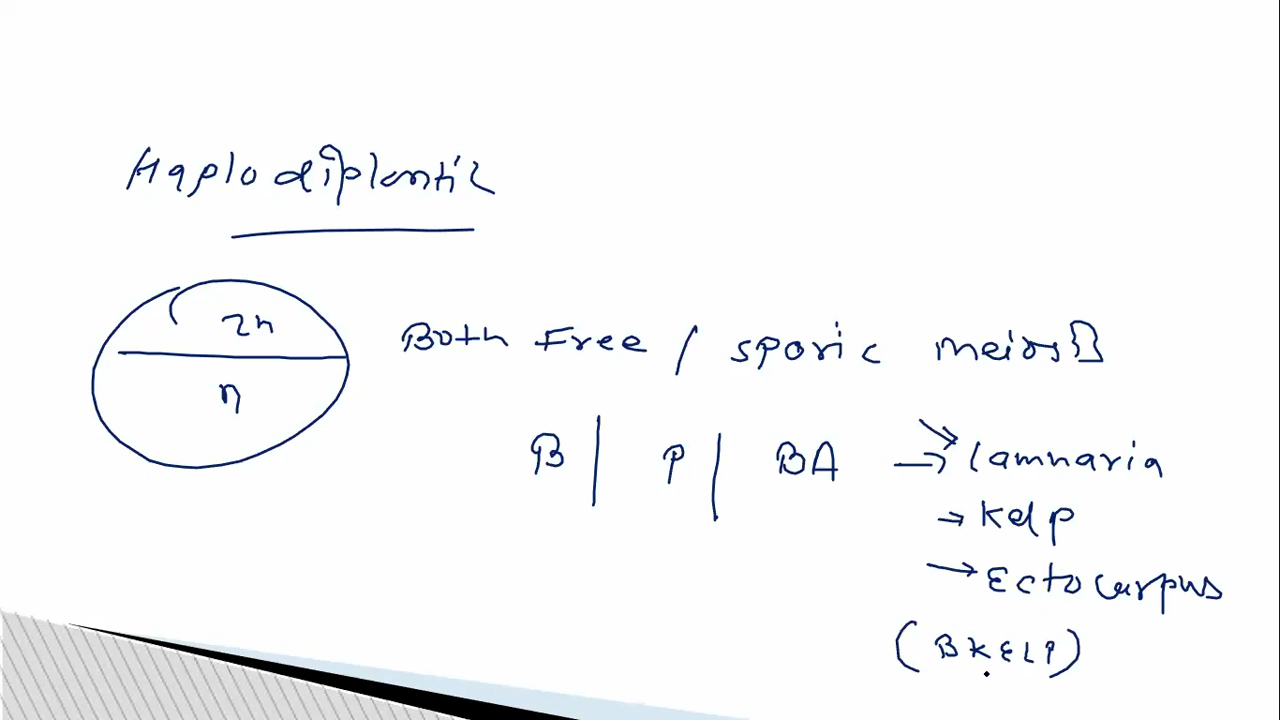 Haplodiplontic
2n
n
Both Free / sporic meiosis
B | P | BA → Lamnaria
→ Kelp
→ Ectocarpus
(BKELP)